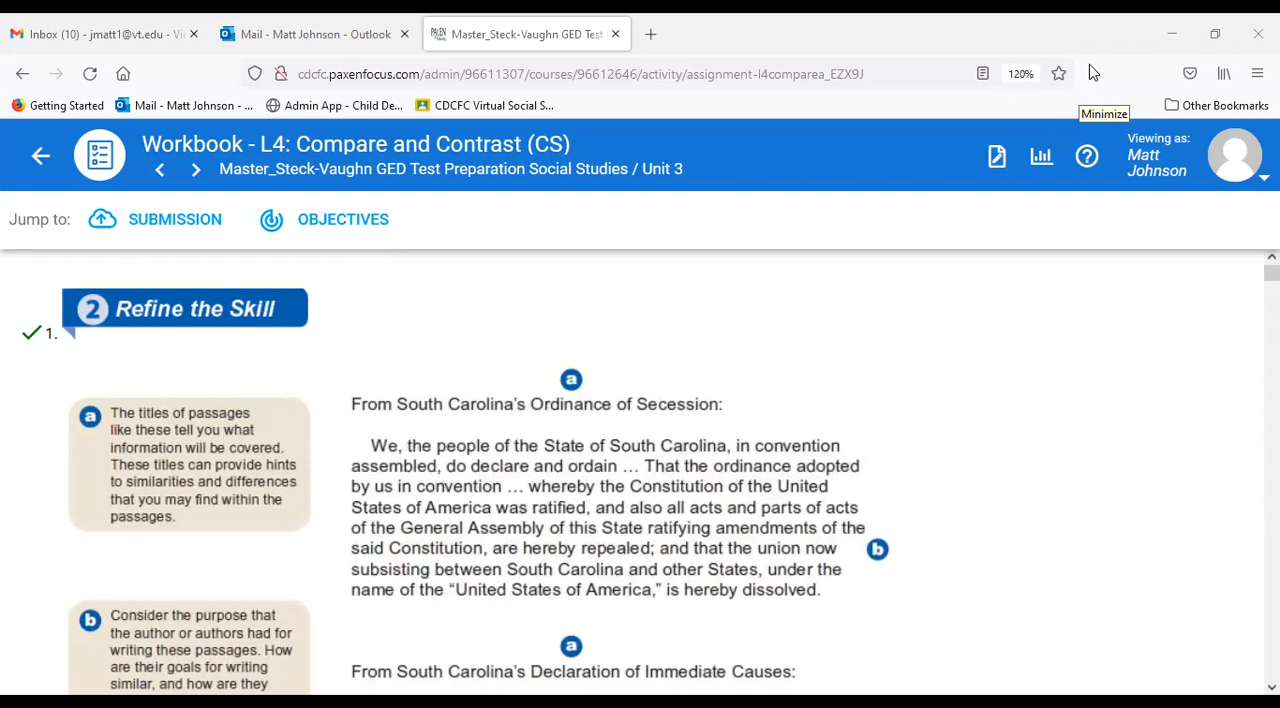 Inbox (10) - jmatt1@vt.edu - Vir
Mail - Matt Johnson - Outlook
PAXEN
Master_Steck-Vaughn GED Test
cdcfc.paxenfocus.com/admin/96611307/courses/96612646/activity/assignment-l4comparea_EZX9J
120%
Getting Started
Mail - Matt Johnson - ...
Admin App - Child De...
CDCFC Virtual Social S...
Minimize
Other Bookmarks
Workbook - L4: Compare and Contrast (CS)
Master_Steck-Vaughn GED Test Preparation Social Studies / Unit 3
Viewing as:
Matt
Johnson
Jump to:
SUBMISSION
OBJECTIVES
2 Refine the Skill
1.
a
The titles of passages
like these tell you what
information will be covered.
These titles can provide hints
to similarities and differences
that you may find within the
passages.
b
Consider the purpose that
the author or authors had for
writing these passages. How
are their goals for writing
similar, and how are they
a
From South Carolina's Ordinance of Secession:
We, the people of the State of South Carolina, in convention
assembled, do declare and ordain … That the ordinance adopted
by us in convention … whereby the Constitution of the United
States of America was ratified, and also all acts and parts of acts
of the General Assembly of this State ratifying amendments of the
said Constitution, are hereby repealed; and that the union now
b
subsisting between South Carolina and other States, under the
name of the “United States of America,” is hereby dissolved.
a
From South Carolina's Declaration of Immediate Causes: